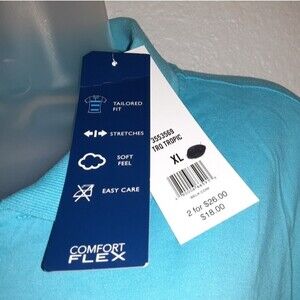 TAILORED
FIT
STRETCHES
SOFT
FEEL
EASY CARE
COMFORT
FLEX
3553569
TRQ TROPIC
XL
2 for $26.00
$18.00